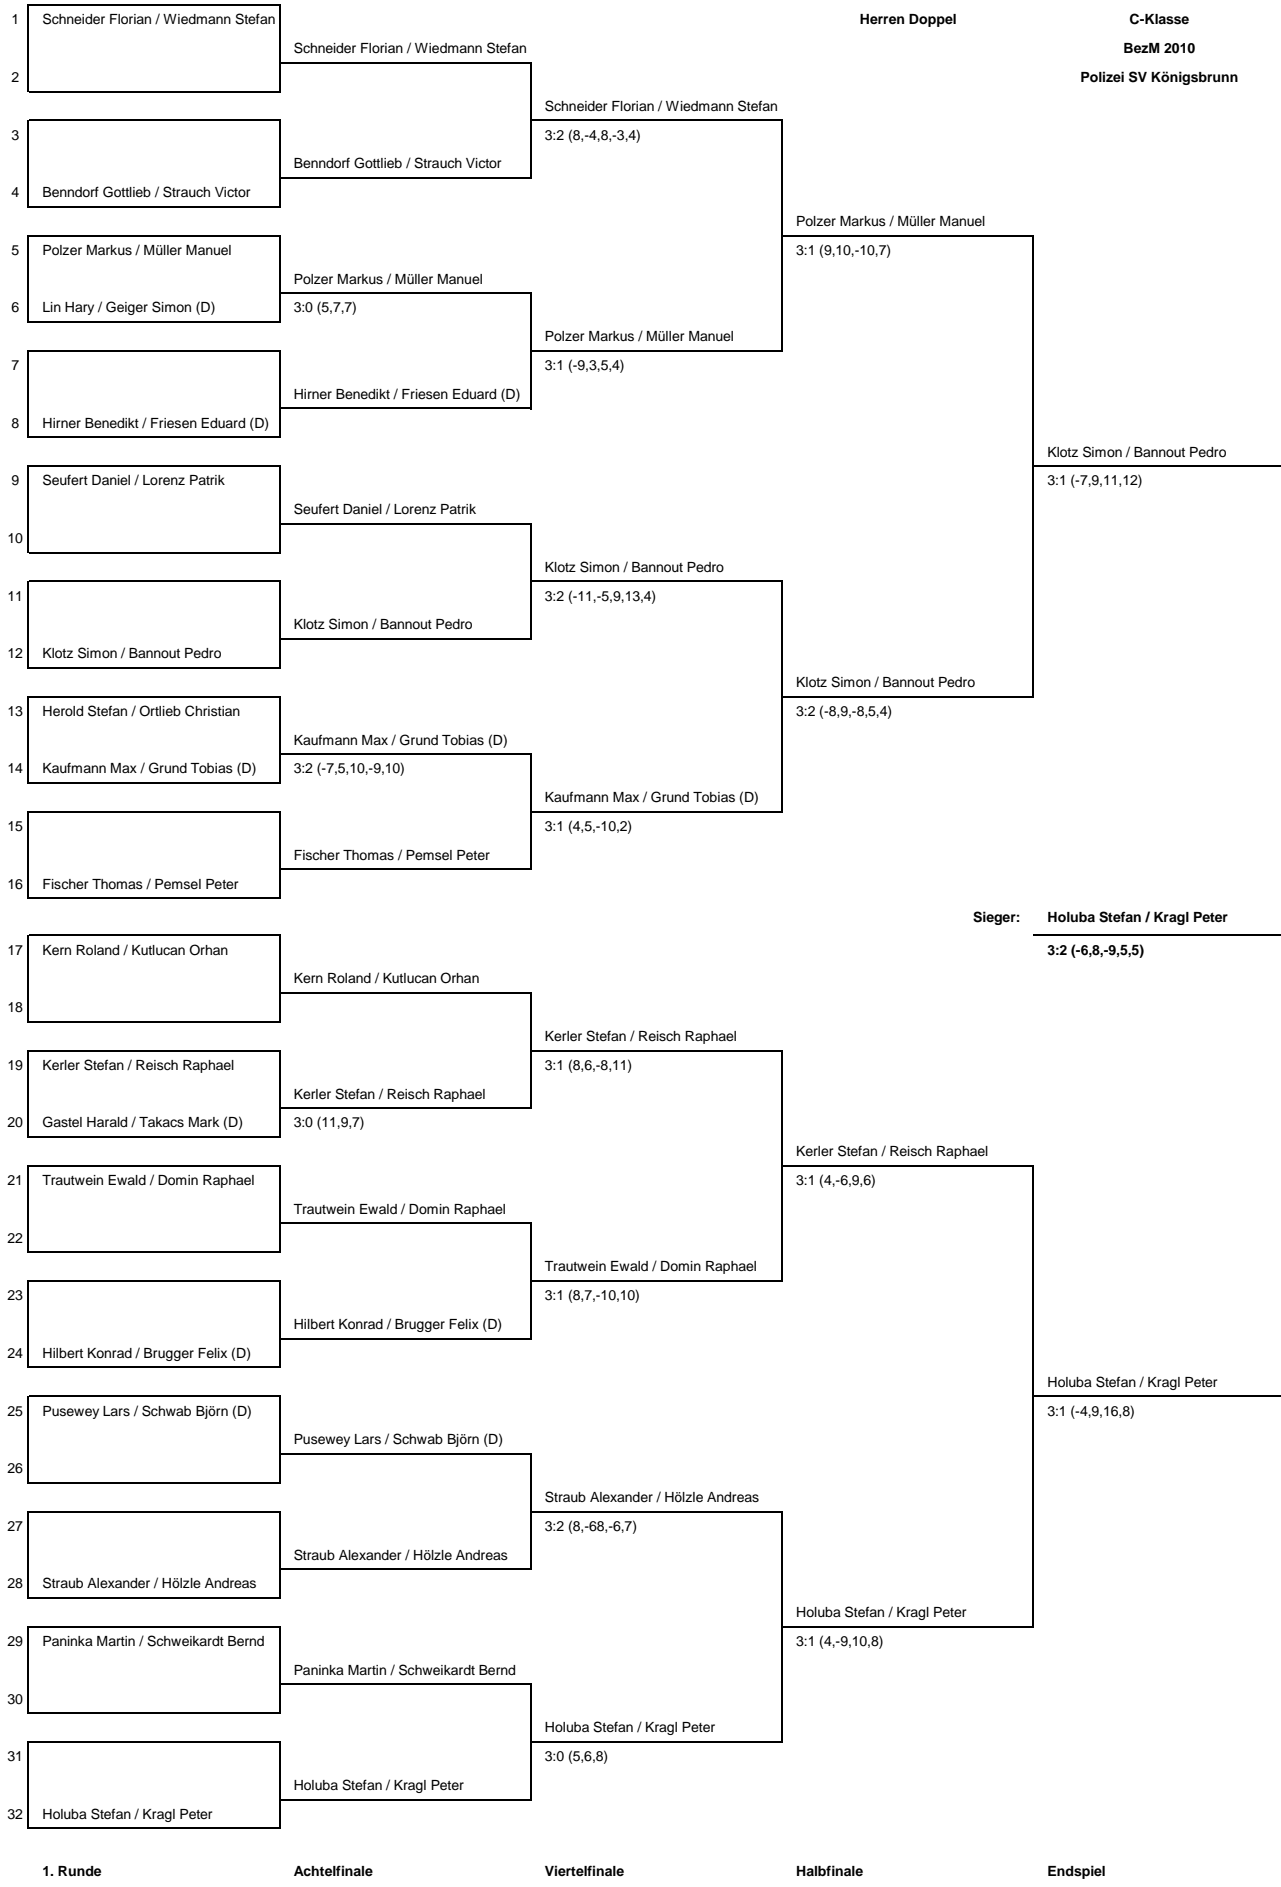 1 Schneider Florian / Wiedmann Stefan Herren Doppel C-Klasse
Schneider Florian / Wiedmann Stefan BezM 2010
2 Polizei SV Königsbrunn
Schneider Florian / Wiedmann Stefan
3 3:2 (8,-4,8,-3,4)
Benndorf Gottlieb / Strauch Victor
4 Benndorf Gottlieb / Strauch Victor
Polzer Markus / Müller Manuel
5 Polzer Markus / Müller Manuel 3:1 (9,10,-10,7)
Polzer Markus / Müller Manuel
6 Lin Hary / Geiger Simon (D) 3:0 (5,7,7)
Polzer Markus / Müller Manuel
7 3:1 (-9,3,5,4)
Hirner Benedikt / Friesen Eduard (D)
8 Hirner Benedikt / Friesen Eduard (D)
Klotz Simon / Bannout Pedro
9 Seufert Daniel / Lorenz Patrik 3:1 (-7,9,11,12)
Seufert Daniel / Lorenz Patrik
10
Klotz Simon / Bannout Pedro
11 3:2 (-11,-5,9,13,4)
Klotz Simon / Bannout Pedro
12 Klotz Simon / Bannout Pedro
Klotz Simon / Bannout Pedro
13 Herold Stefan / Ortlieb Christian 3:2 (-8,9,-8,5,4)
Kaufmann Max / Grund Tobias (D)
14 Kaufmann Max / Grund Tobias (D) 3:2 (-7,5,10,-9,10)
Kaufmann Max / Grund Tobias (D)
15 3:1 (4,5,-10,2)
Fischer Thomas / Pemsel Peter
16 Fischer Thomas / Pemsel Peter
Sieger: Holuba Stefan / Kragl Peter
17 Kern Roland / Kutlucan Orhan 3:2 (-6,8,-9,5,5)
Kern Roland / Kutlucan Orhan
18
Kerler Stefan / Reisch Raphael
19 Kerler Stefan / Reisch Raphael 3:1 (8,6,-8,11)
Kerler Stefan / Reisch Raphael
20 Gastel Harald / Takacs Mark (D) 3:0 (11,9,7)
Kerler Stefan / Reisch Raphael
21 Trautwein Ewald / Domin Raphael 3:1 (4,-6,9,6)
Trautwein Ewald / Domin Raphael
22
Trautwein Ewald / Domin Raphael
23 3:1 (8,7,-10,10)
Hilbert Konrad / Brugger Felix (D)
24 Hilbert Konrad / Brugger Felix (D)
Holuba Stefan / Kragl Peter
25 Pusewey Lars / Schwab Björn (D) 3:1 (-4,9,16,8)
Pusewey Lars / Schwab Björn (D)
26
Straub Alexander / Hölzle Andreas
27 3:2 (8,-68,-6,7)
Straub Alexander / Hölzle Andreas
28 Straub Alexander / Hölzle Andreas
Holuba Stefan / Kragl Peter
29 Paninka Martin / Schweikardt Bernd 3:1 (4,-9,10,8)
Paninka Martin / Schweikardt Bernd
30
Holuba Stefan / Kragl Peter
31 3:0 (5,6,8)
Holuba Stefan / Kragl Peter
32 Holuba Stefan / Kragl Peter
1. Runde Achtelfinale Viertelfinale Halbfinale Endspiel